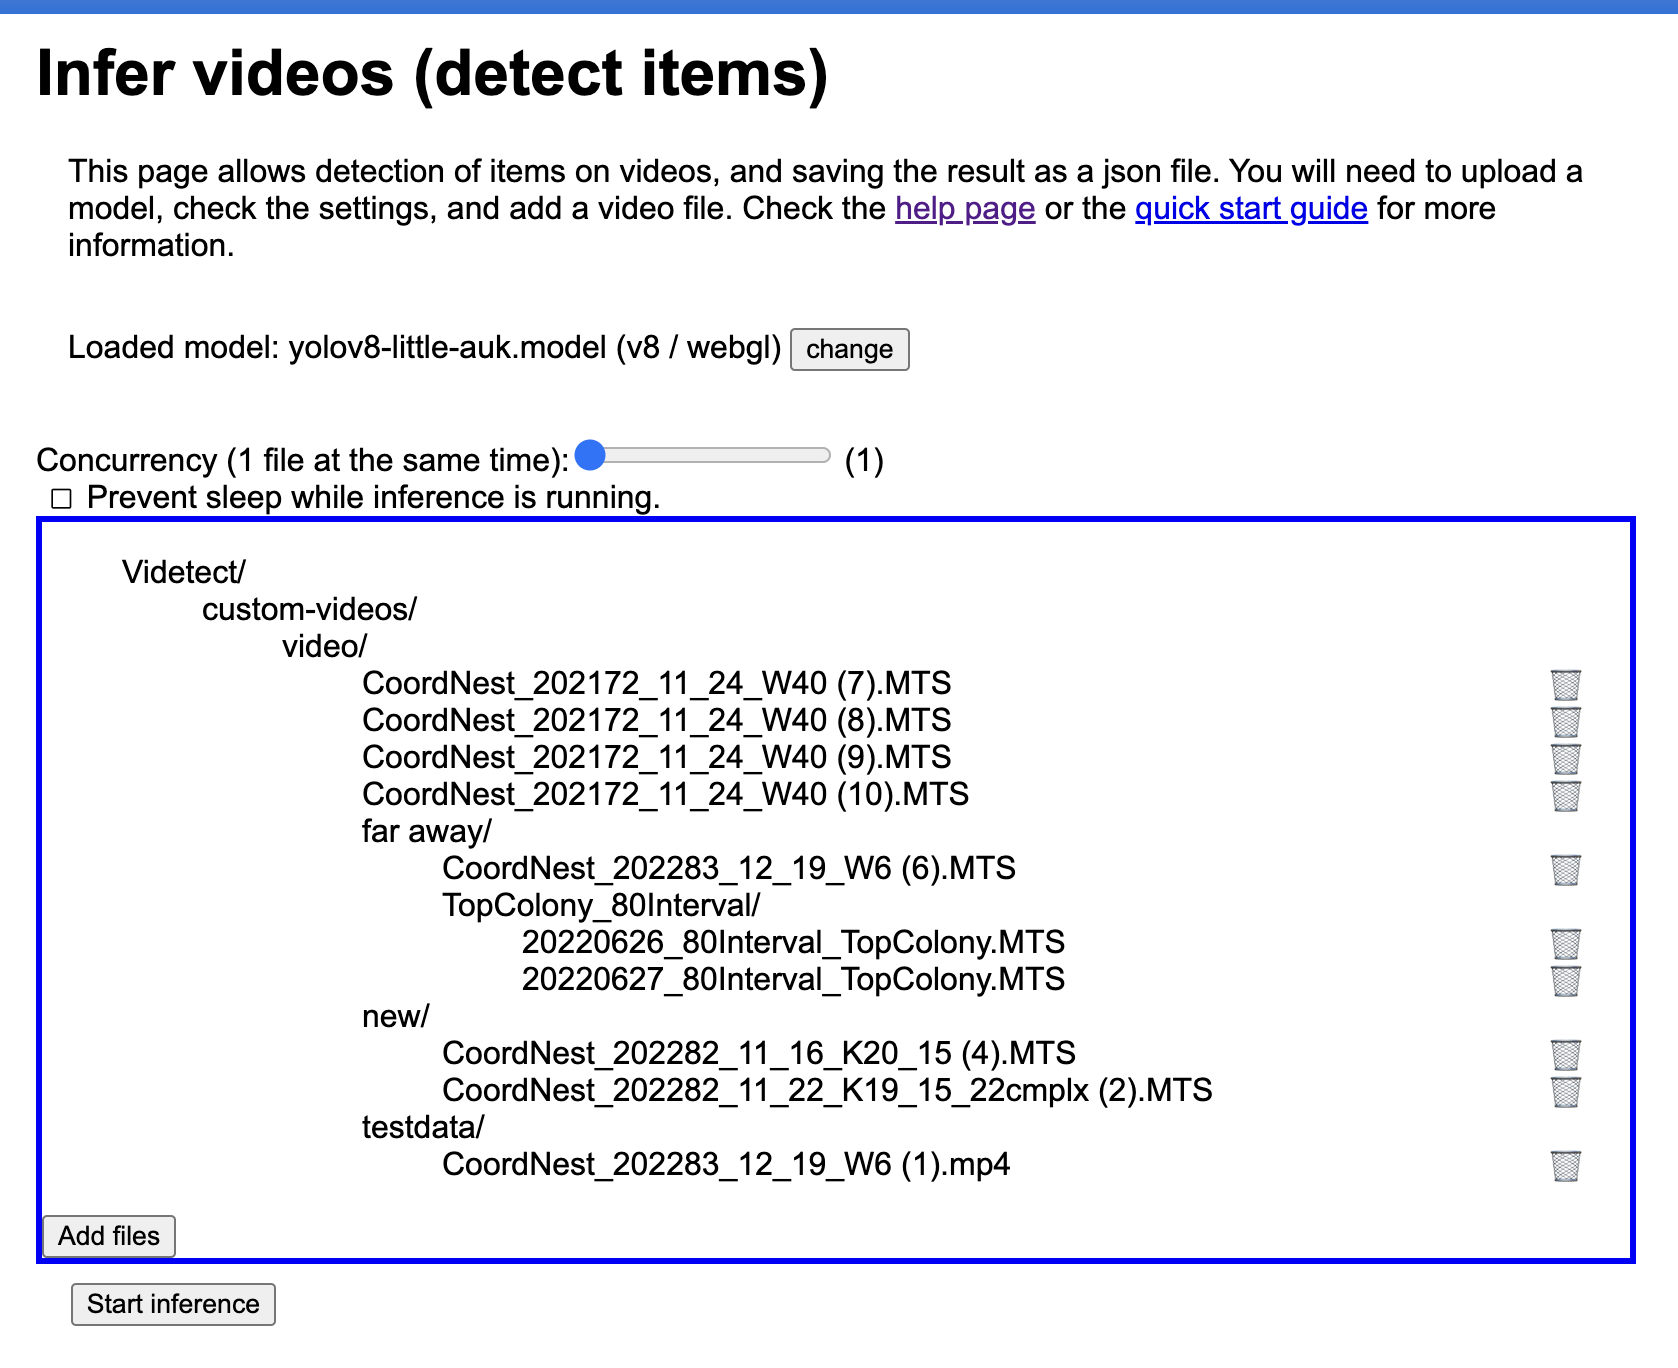 Infer videos (detect items)
This page allows detection of items on videos, and saving the result as a json file. You will need to upload a
model, check the settings, and add a video file. Check the help page or the quick start guide for more
information.
Loaded model: yolov8-little-auk.model (v8 / webgl) change
Concurrency (1 file at the same time): (1)
Prevent sleep while inference is running.
Videtect/
custom-videos/
video/
CoordNest_202172_11_24_W40 (7).MTS
CoordNest_202172_11_24_W40 (8).MTS
CoordNest_202172_11_24_W40 (9).MTS
CoordNest_202172_11_24_W40 (10).MTS
far away/
CoordNest_202283_12_19_W6 (6).MTS
TopColony_80Interval/
20220626_80Interval_TopColony.MTS
20220627_80Interval_TopColony.MTS
new/
CoordNest_202282_11_16_K20_15 (4).MTS
CoordNest_202282_11_22_K19_15_22cmplx (2).MTS
testdata/
CoordNest_202283_12_19_W6 (1).mp4
Add files
Start inference